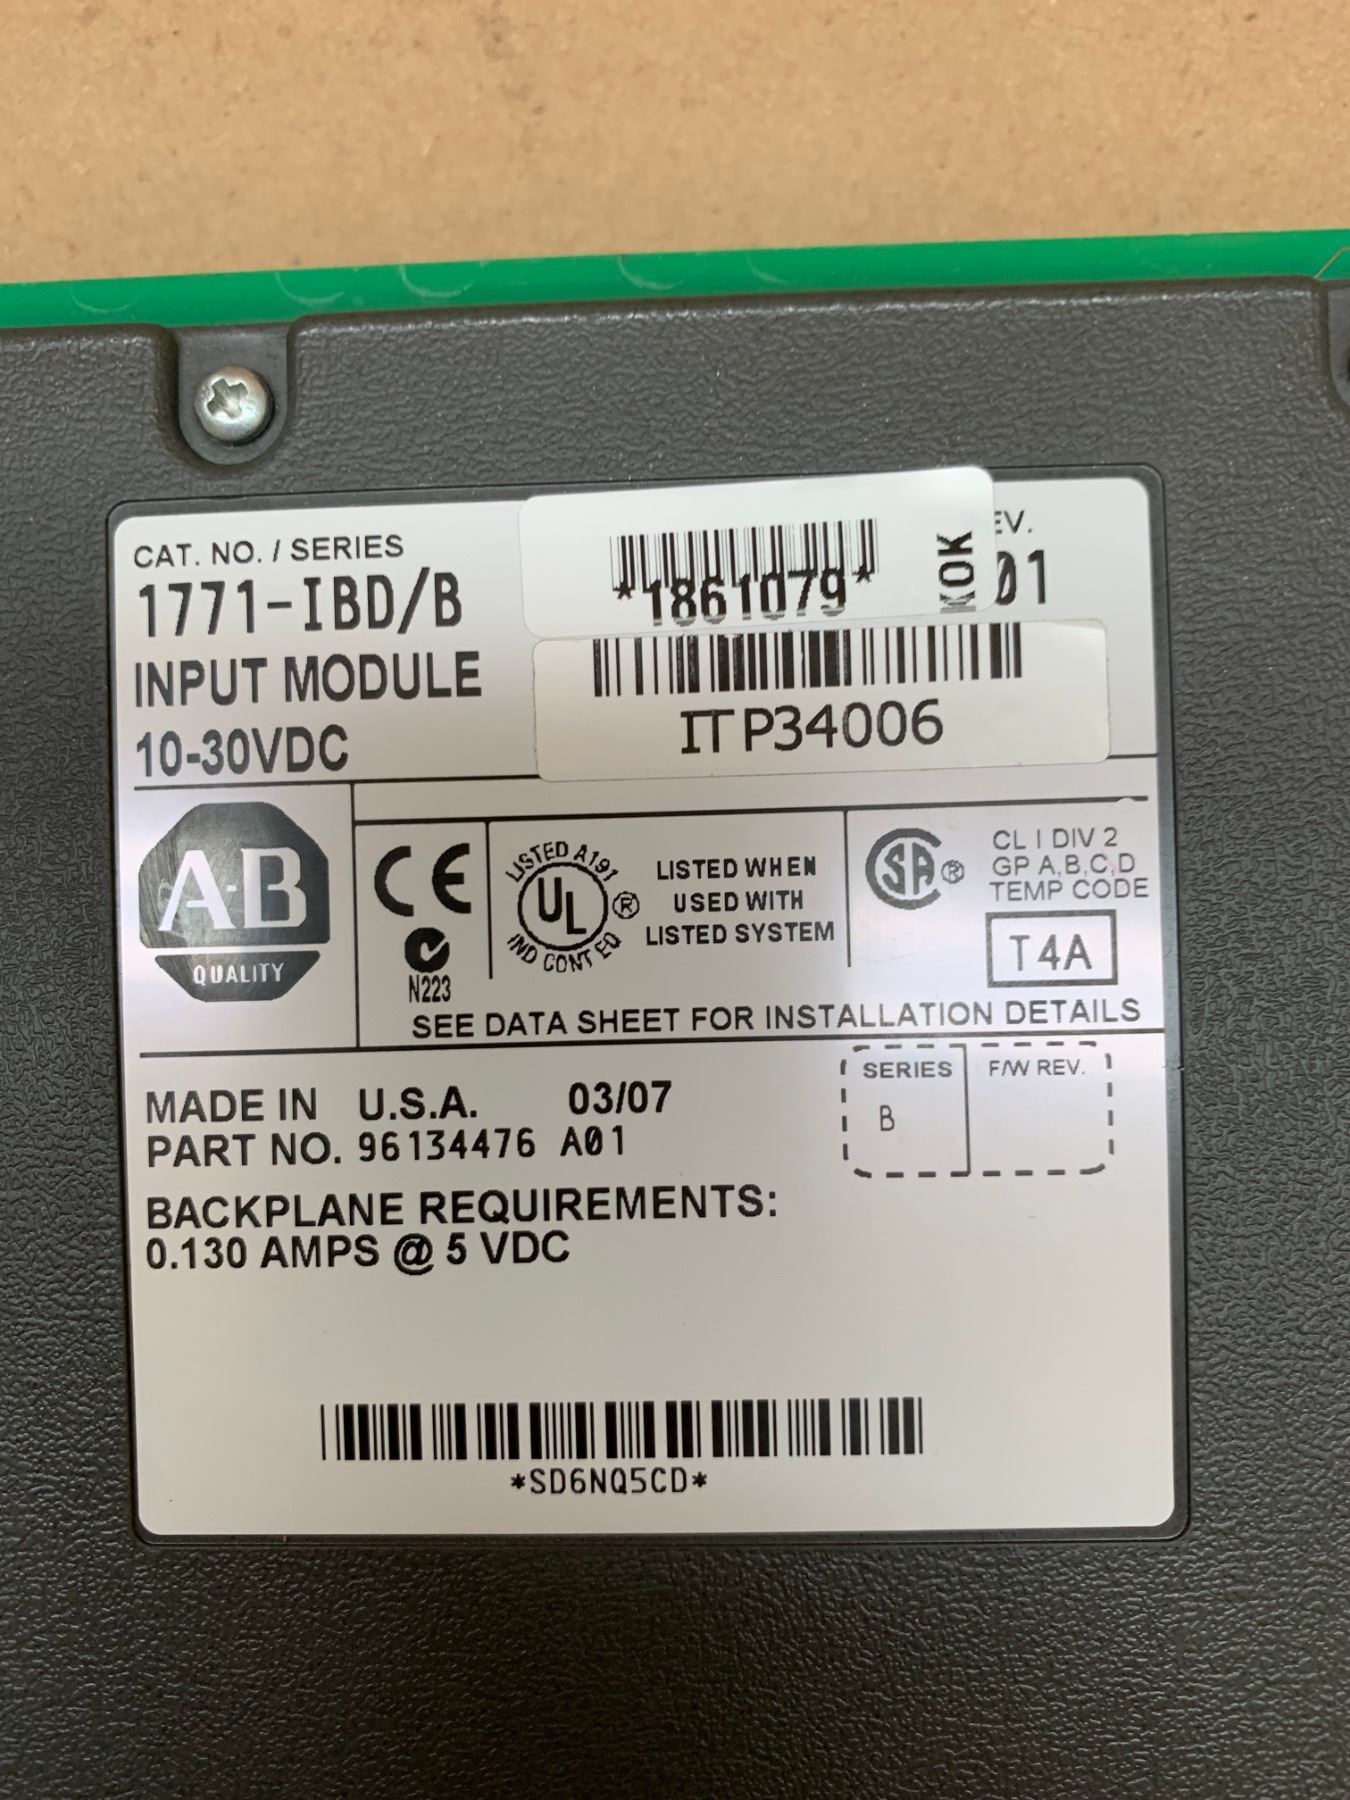 CAT. NO. / SERIES
1771-IBD/B
INPUT MODULE
10-30VDC
*1861079*
KOK
EV.
01
ITP34006
A-B
QUALITY
CE
N223
LISTED A191
UL
IND CONT EQ
®
LISTED WHEN
USED WITH
LISTED SYSTEM
SA ®
CL I DIV 2
GP A,B,C,D
TEMP CODE
T4A
SEE DATA SHEET FOR INSTALLATION DETAILS
MADE IN U.S.A. 03/07
PART NO. 96134476 A01
SERIES F/W REV.
B
BACKPLANE REQUIREMENTS:
0.130 AMPS @ 5 VDC
*SD6NQ5CD*